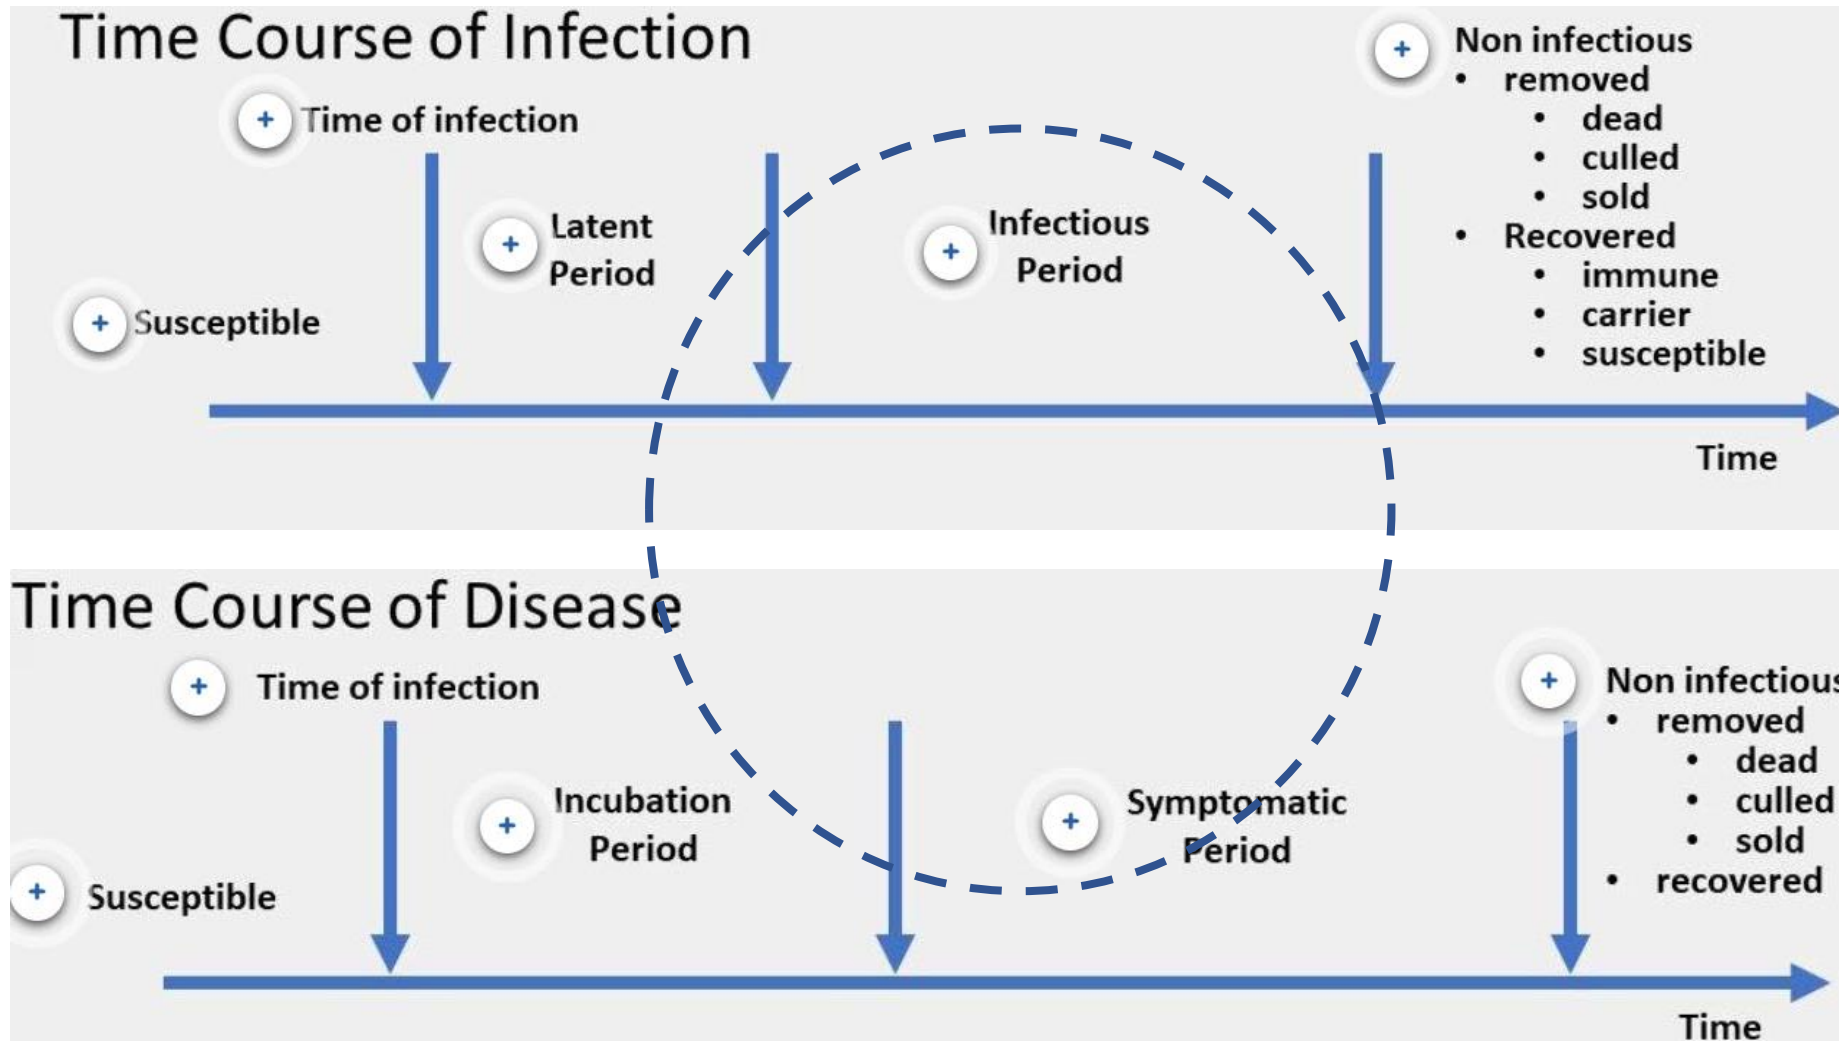 Time Course of Infection
Time of infection
Latent
Period
Susceptible
Infectious
Period
Non infectious
• removed
• dead
• culled
• sold
• Recovered
• immune
• carrier
• susceptible
Time
Time Course of Disease
Time of infection
Incubation
Period
Susceptible
Symptomatic
Period
Non infectious
• removed
• dead
• culled
• sold
• recovered
Time